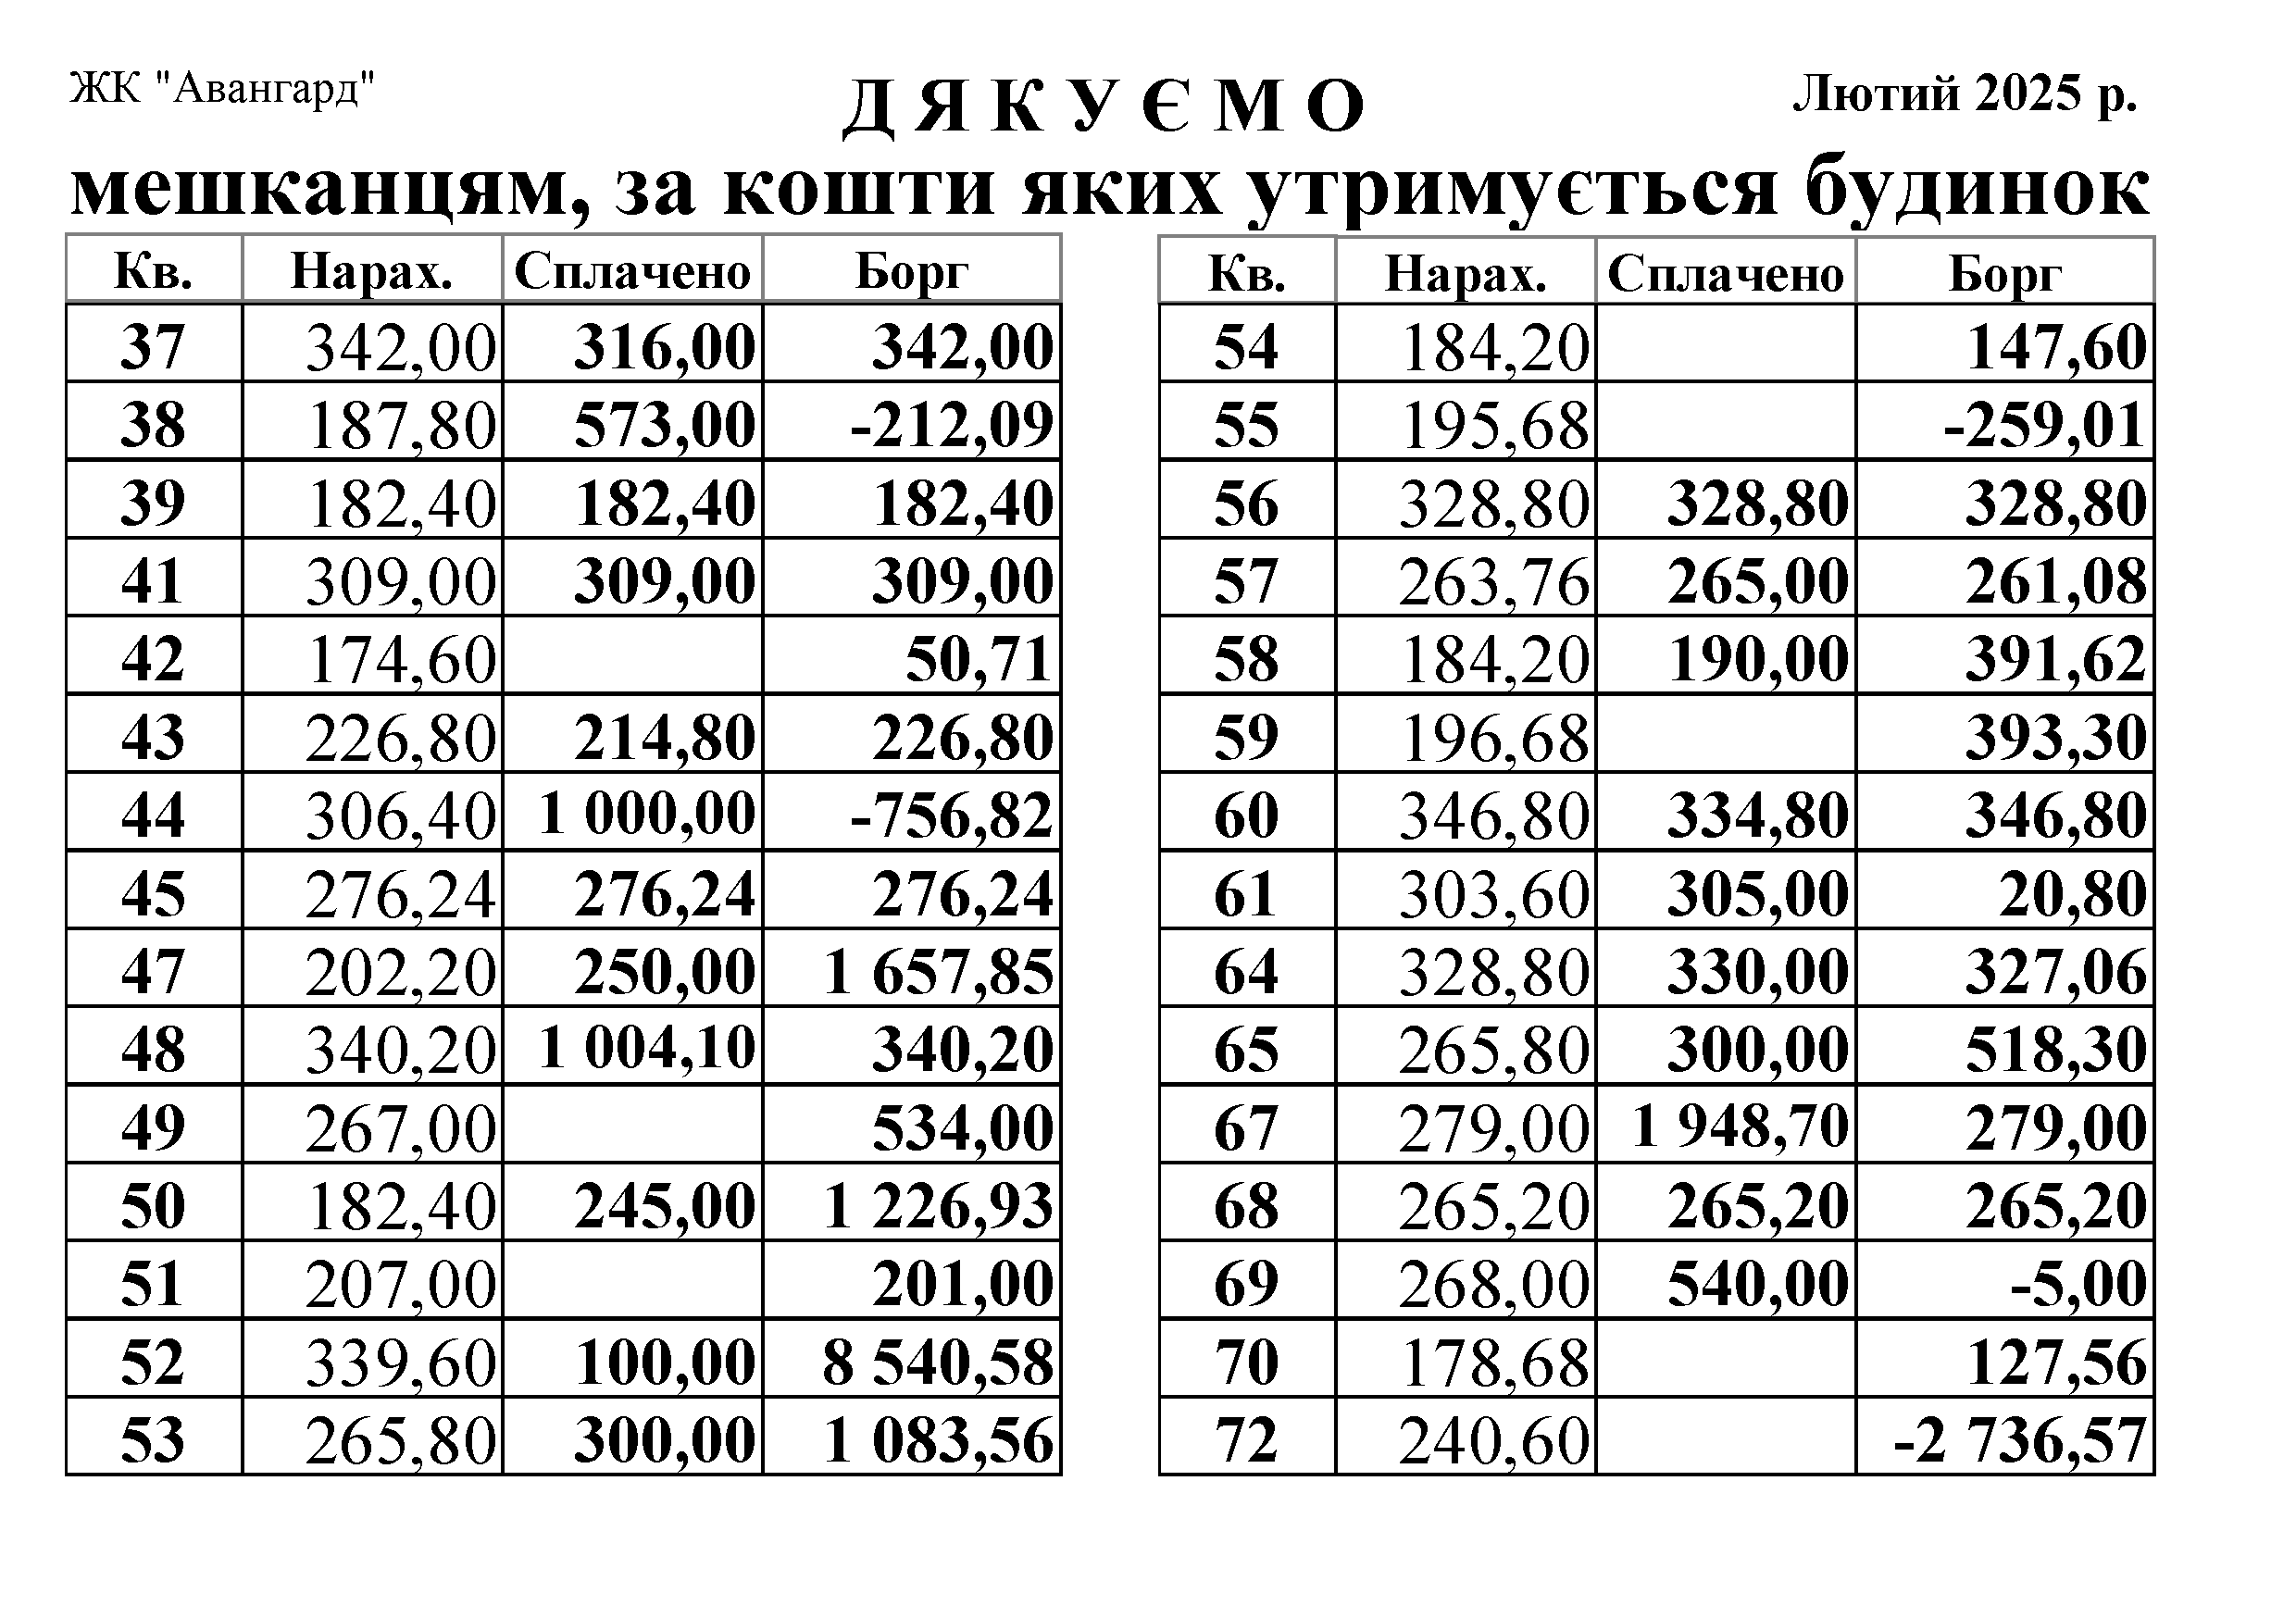 ЖК "Авангард"
Д Я К У Є М О
Лютий 2025 р.
мешканцям, за кошти яких утримується будинок
Кв. Нарах. Сплачено Борг
37 342,00 316,00 342,00
38 187,80 573,00 -212,09
39 182,40 182,40 182,40
41 309,00 309,00 309,00
42 174,60 50,71
43 226,80 214,80 226,80
44 306,40 1 000,00 -756,82
45 276,24 276,24 276,24
47 202,20 250,00 1 657,85
48 340,20 1 004,10 340,20
49 267,00 534,00
50 182,40 245,00 1 226,93
51 207,00 201,00
52 339,60 100,00 8 540,58
53 265,80 300,00 1 083,56
Кв. Нарах. Сплачено Борг
54 184,20 147,60
55 195,68 -259,01
56 328,80 328,80 328,80
57 263,76 265,00 261,08
58 184,20 190,00 391,62
59 196,68 393,30
60 346,80 334,80 346,80
61 303,60 305,00 20,80
64 328,80 330,00 327,06
65 265,80 300,00 518,30
67 279,00 1 948,70 279,00
68 265,20 265,20 265,20
69 268,00 540,00 -5,00
70 178,68 127,56
72 240,60 -2 736,57